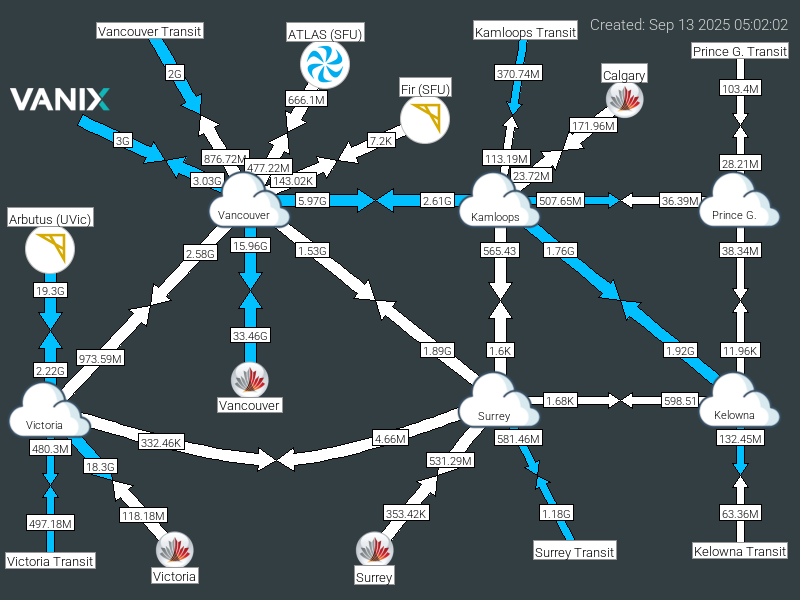 Created: Sep 13 2025 05:02:02
Vancouver Transit
ATLAS (SFU)
Kamloops Transit
Prince G. Transit
2G
666.1M
Fir (SFU)
370.74M
Calgary
103.4M
VANIX
3G
7.2K
171.96M
876.72M
477.22M
113.19M
28.21M
3.03G
143.02K
23.72M
5.97G
2.61G
507.65M
36.39M
Arbutus (UVic)
Vancouver
Kamloops
Prince G.
2.58G
15.96G
1.53G
565.43
1.76G
38.34M
19.3G
33.46G
973.59M
1.89G
1.6K
1.92G
11.96K
2.22G
Vancouver
1.68K
598.51
Victoria
Surrey
Kelowna
480.3M
332.46K
4.66M
581.46M
132.45M
18.3G
531.29M
497.18M
118.18M
353.42K
1.18G
63.36M
Victoria Transit
Victoria
Surrey
Surrey Transit
Kelowna Transit